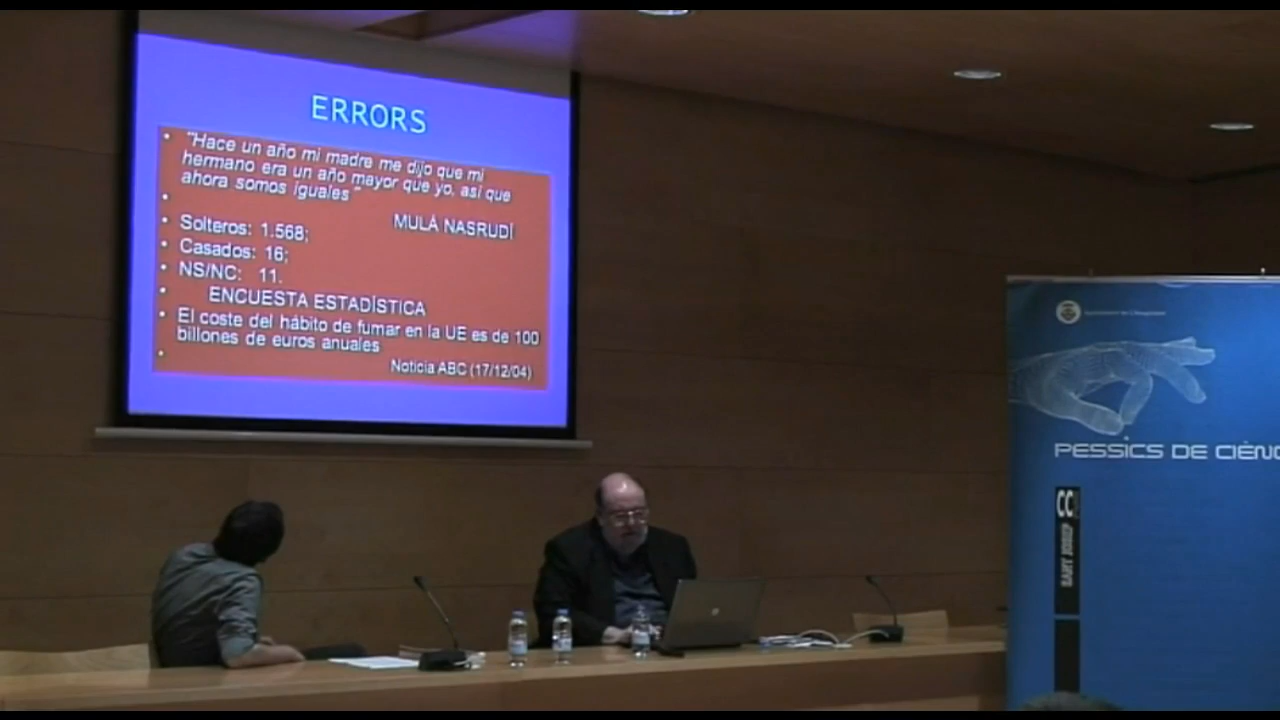 ERRORS
• "Hace un año mi madre me dijo que mi
hermano era un año mayor que yo, así que
ahora somos iguales"
•
MULÁ NASRUDÍ
• Solteros: 1.568;
• Casados: 16;
• NS/NC: 11.
• ENCUESTA ESTADÍSTICA
• El coste del hábito de fumar en la UE es de 100
billones de euros anuales
•
Noticia ABC (17/12/04)
PESSICS DE CIÈNC
CC
SANT JOSEP